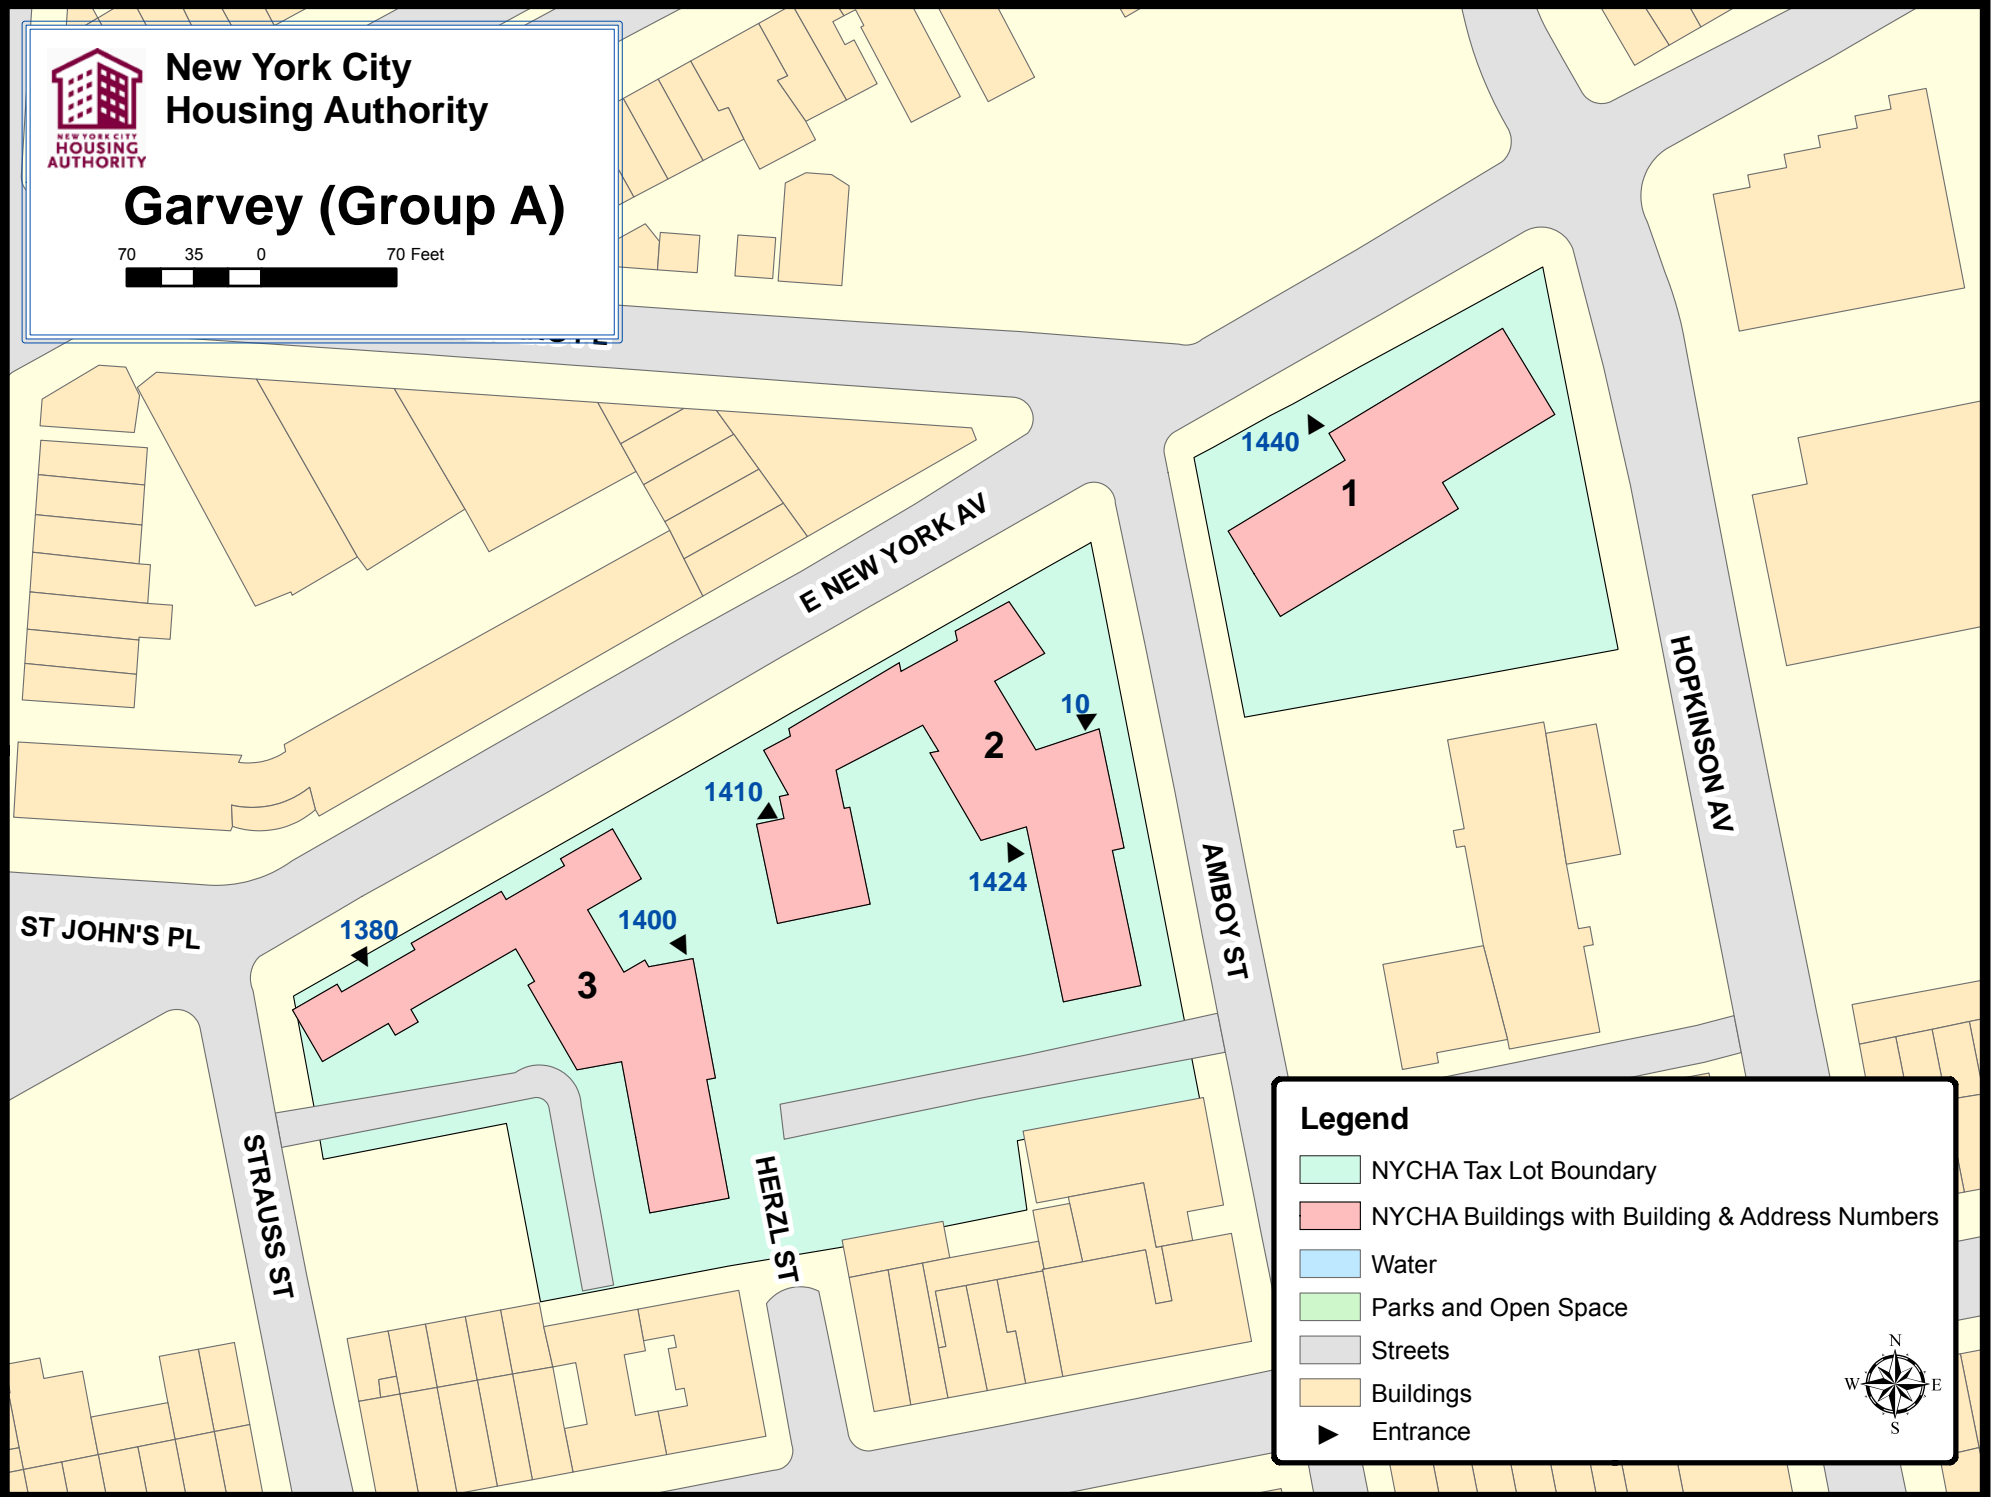 New York City
Housing Authority
NEW YORK CITY
HOUSING
AUTHORITY
Garvey (Group A)
70 35 0 70 Feet
1440
1
E NEW YORK AV
HOPKINSON AV
10
2
1410
1424
AMBOY ST
1380
1400
ST JOHN'S PL
3
STRAUSS ST
HERZL ST
Legend
NYCHA Tax Lot Boundary
NYCHA Buildings with Building & Address Numbers
Water
Parks and Open Space
Streets
Buildings
Entrance
N
W E
S